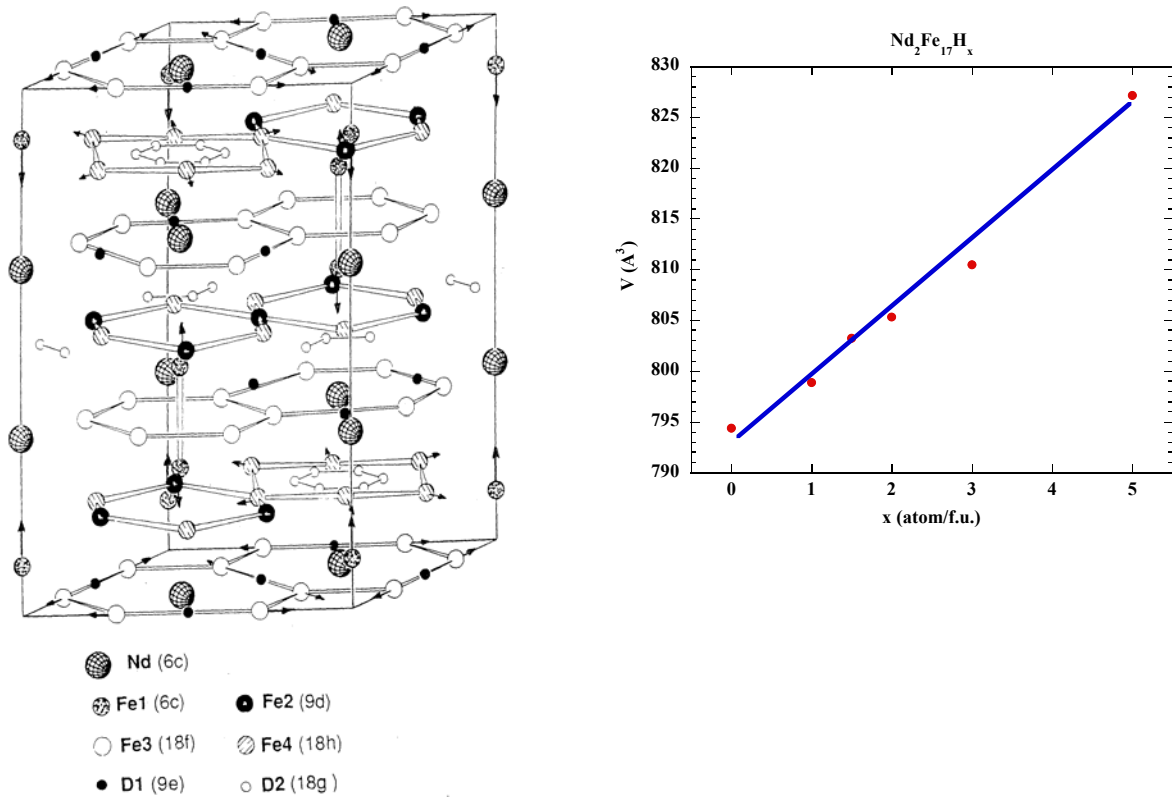 Nd (6c)
Fe1 (6c) Fe2 (9d)
Fe3 (18f) Fe4 (18h)
D1 (9e) D2 (18g)
Nd₂Fe₁₇Hₓ
830
825
820
815
810
805
800
795
790
V (A³)
0 1 2 3 4 5
x (atom/f.u.)